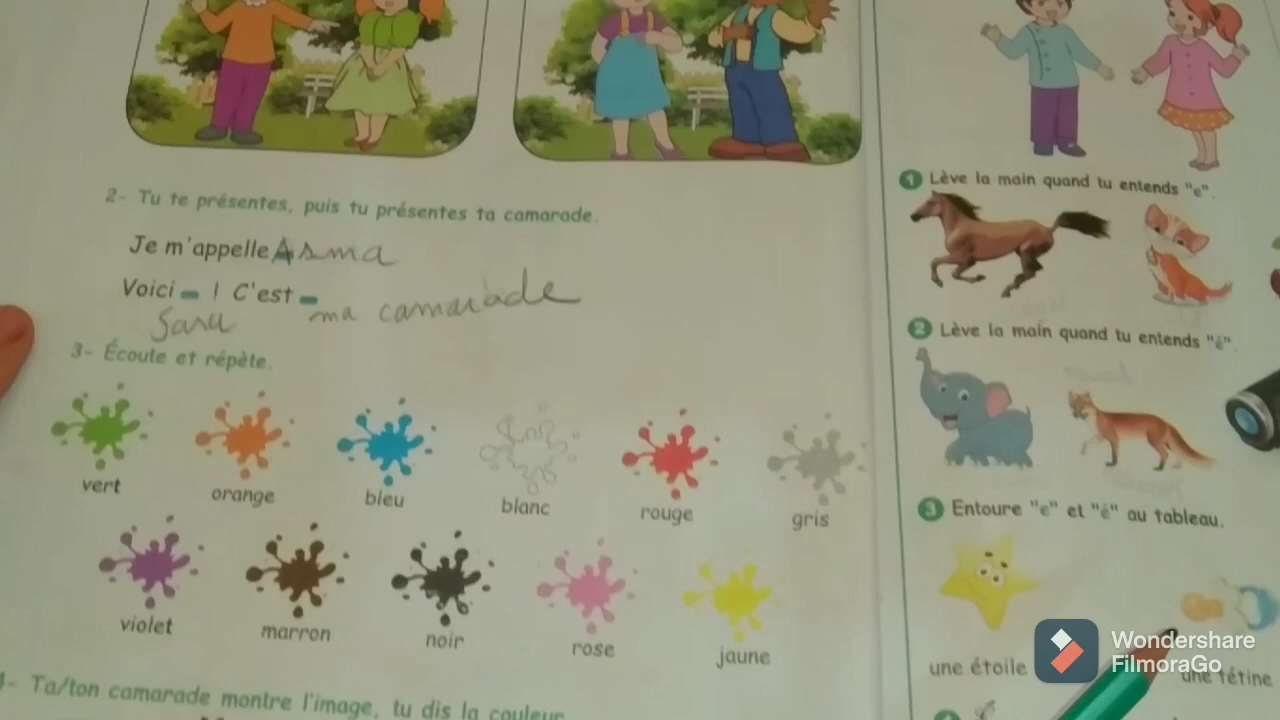 2- Tu te présentes, puis tu présentes ta camarade.
Je m'appelle Asma
Voici - ! C'est -
Saru ma camarade
3- Écoute et répète.
vert orange bleu blanc rouge gris
violet marron noir rose jaune
4- Ta/ton camarade montre l'image, tu dis la couleur
1 Lève la main quand tu entends "e".
2 Lève la main quand tu entends "é".
3 Entoure "e" et "é" au tableau.
une étoile
une tétine
Wondershare
FilmoraGo